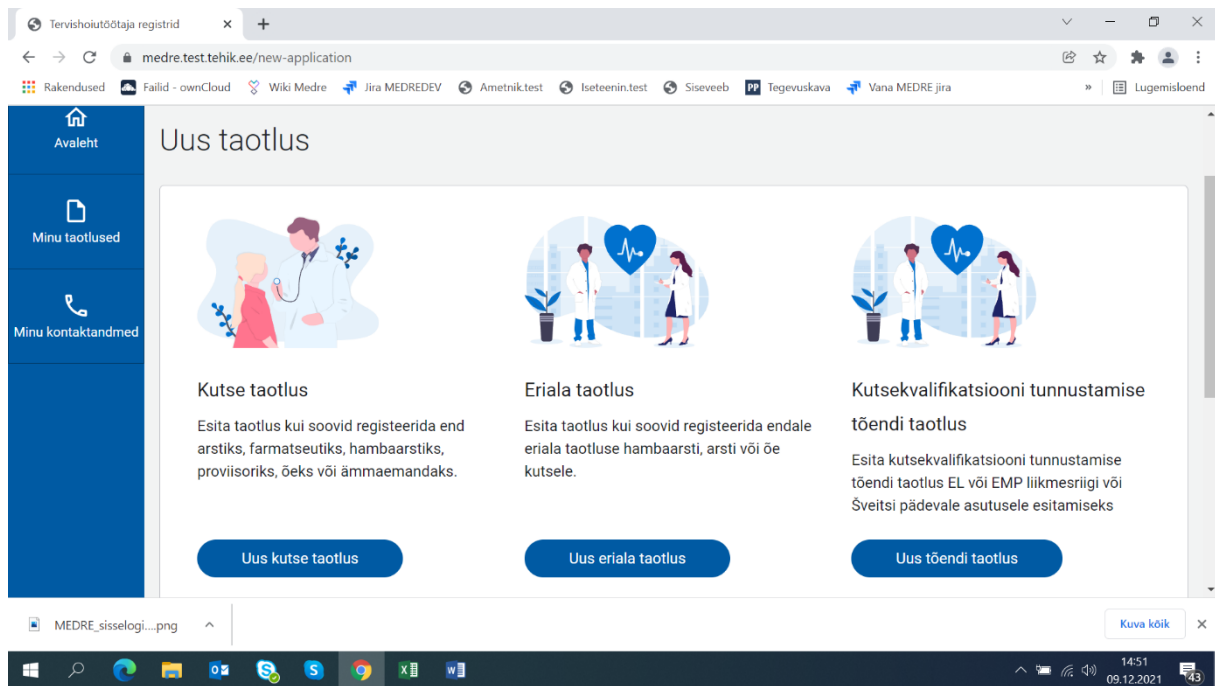 Tervishoiutöötaja registrid
medre.test.tehik.ee/new-application
Rakendused Failid - ownCloud Wiki Medre Jira MEDREDEV Ametnik.test Iseteenin.test Siseveeb PP Tegevuskava Vana MEDRE jira » Lugemisloend
Avaleht
Minu taotlused
Minu kontaktandmed
Uus taotlus
Kutse taotlus
Esita taotlus kui soovid registeerida end
arstiks, farmatseutiks, hambaarstiks,
proviisoriks, õeks või ämmaemandaks.
Uus kutse taotlus
Eriala taotlus
Esita taotlus kui soovid registeerida endale
eriala taotluse hambaarsti, arsti või õe
kutsele.
Uus eriala taotlus
Kutsekvalifikatsiooni tunnustamise
tõendi taotlus
Esita kutsekvalifikatsiooni tunnustamise
tõendi taotlus EL või EMP liikmesriigi või
Šveitsi pädevale asutusele esitamiseks
Uus tõendi taotlus
MEDRE_sisselogi....png
Kuva kõik
14:51
09.12.2021
43